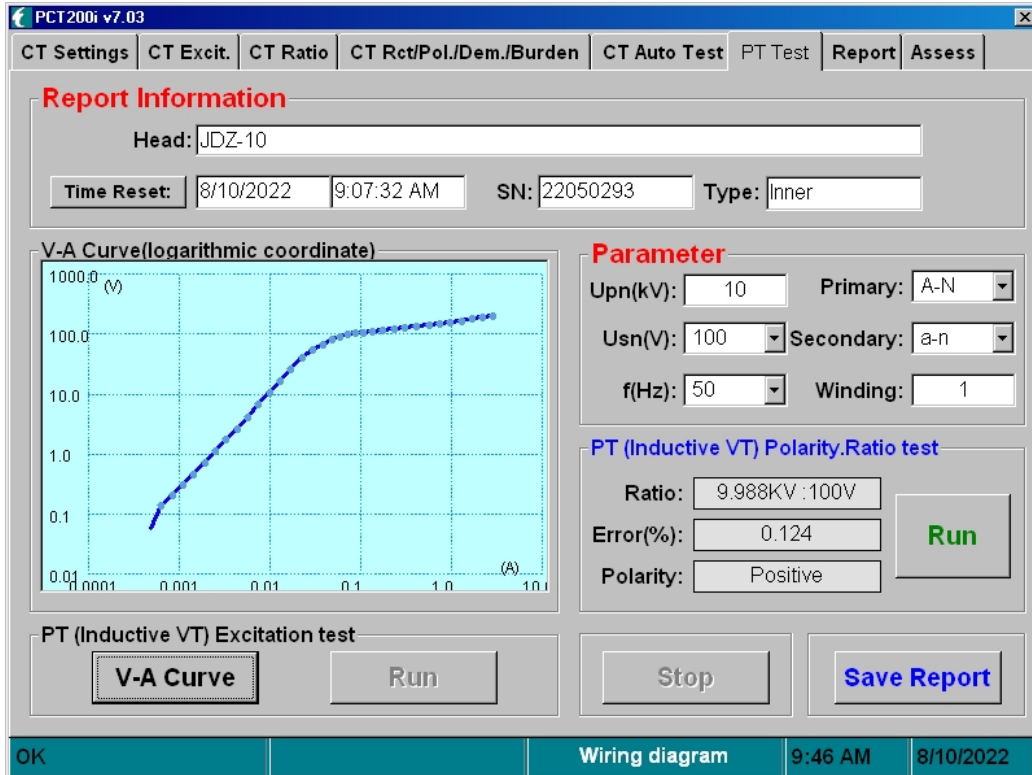 PCT200i v7.03
CT Settings CT Excit. CT Ratio CT Rct/Pol./Dem./Burden CT Auto Test PT Test Report Assess
Report Information
Head: JDZ-10
Time Reset: 8/10/2022 9:07:32 AM SN: 22050293 Type: Inner
V-A Curve(logarithmic coordinate)
1000.0 (V)
100.0
10.0
1.0
0.1
0.01
0.0001 0.001 0.01 0.1 1.0 (A)
Parameter
Upn(kV): 10 Primary: A-N
Usn(V): 100 Secondary: a-n
f(Hz): 50 Winding: 1
PT (Inductive VT) Polarity.Ratio test
Ratio: 9.988KV :100V
Error(%): 0.124
Polarity: Positive
Run
PT (Inductive VT) Excitation test
V-A Curve Run Stop Save Report
OK Wiring diagram 9:46 AM 8/10/2022